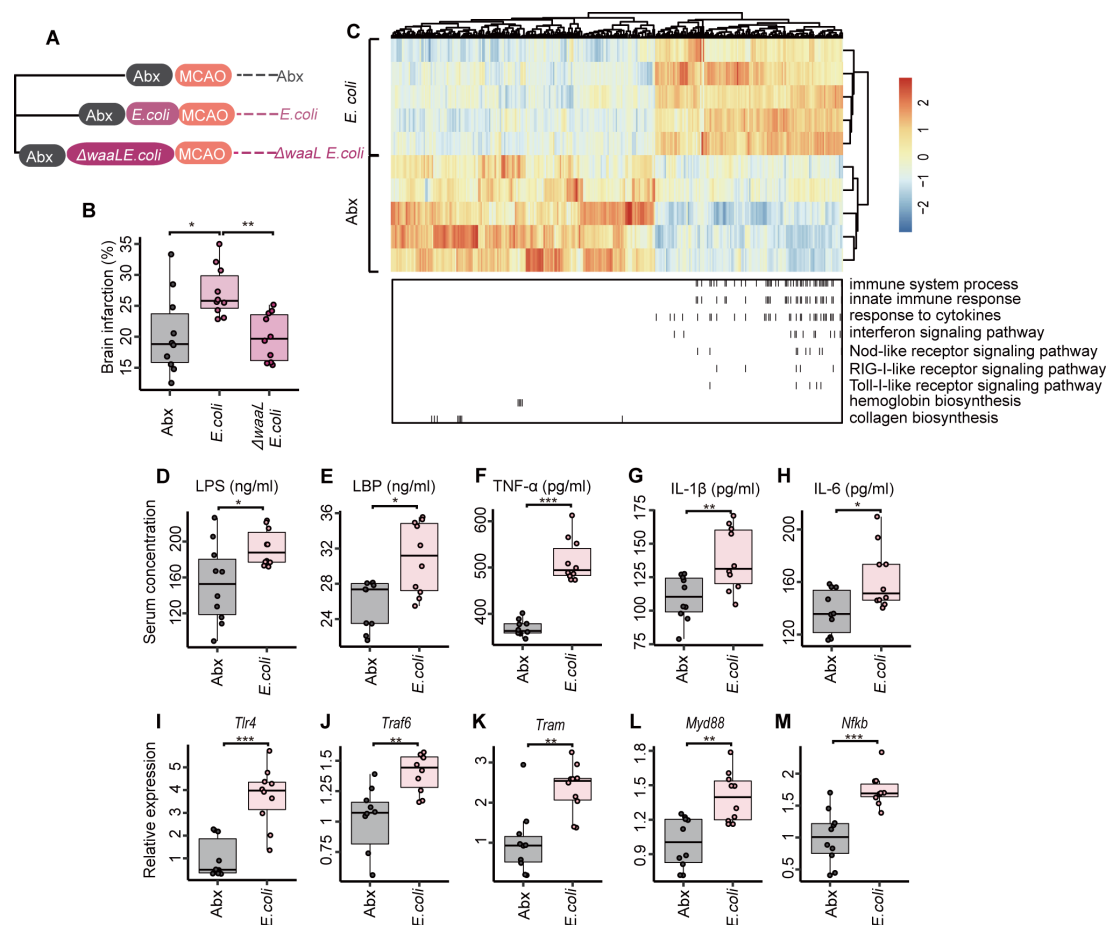 A
Abx MCAO Abx
Abx E.coli MCAO E.coli
Abx ΔwaaLE.coli MCAO ΔwaaL E.coli
B
* **
Brain infarction (%)
35
30
25
20
15
Abx
E.coli
ΔwaaL
E.coli
C
E. coli
Abx
2
1
0
−1
−2
immune system process
innate immune response
response to cytokines
interferon signaling pathway
Nod-like receptor signaling pathway
RIG-I-like receptor signaling pathway
Toll-I-like receptor signaling pathway
hemoglobin biosynthesis
collagen biosynthesis
D
LPS (ng/ml)
*
Serum concentration
200
160
120
Abx
E.coli
E
LBP (ng/ml)
*
36
32
28
24
Abx
E.coli
F
TNF-α (pg/ml)
***
600
500
400
Abx
E.coli
G
IL-1β (pg/ml)
**
175
150
125
100
75
Abx
E.coli
H
IL-6 (pg/ml)
*
200
160
120
Abx
E.coli
I
Tlr4
***
Relative expression
5
4
3
2
1
Abx
E.coli
J
Traf6
**
1.5
0.75
Abx
E.coli
K
Tram
**
3
2
1
Abx
E.coli
L
Myd88
**
1.8
1.5
1.2
0.9
Abx
E.coli
M
Nfkb
***
2
1.5
1
0.5
Abx
E.coli